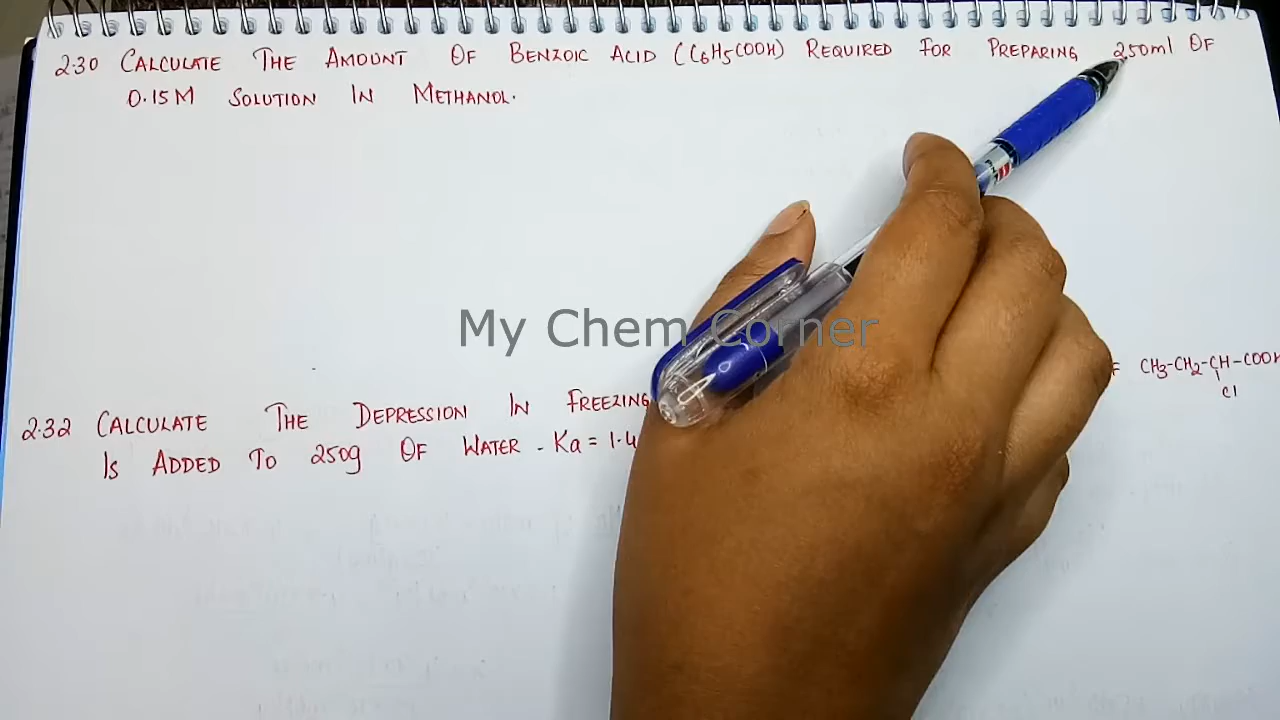 2.30 CALCULATE THE AMOUNT OF BENZOIC ACID (C6H5COOH) REQUIRED FOR PREPARING 250ml OF
0.15M SOLUTION IN METHANOL.
My Chem Corner
CH3-CH2-CH-COOH
Cl
2.32 CALCULATE THE DEPRESSION IN FREEZING
IS ADDED TO 250g OF WATER. Ka = 1.4